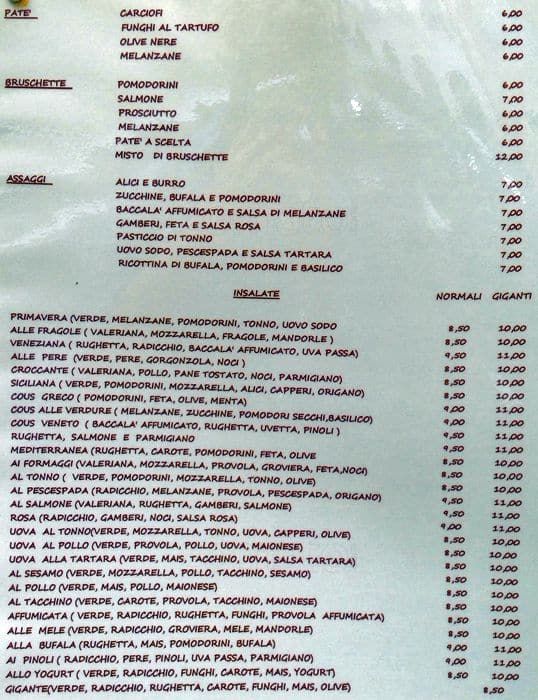 PATE' CARCIOFI 6,00
FUNGHI AL TARTUFO 6,00
OLIVE NERE 6,00
MELANZANE 6,00
BRUSCHETTE POMODORINI 6,00
SALMONE 7,00
PROSCIUTTO 6,00
MELANZANE 6,00
PATE' A SCELTA 6,00
MISTO DI BRUSCHETTE 12,00
ASSAGGI ALICI E BURRO 7,00
ZUCCHINE, BUFALA E POMODORINI 7,00
BACCALA' AFFUMICATO E SALSA DI MELANZANE 7,00
GAMBERI, FETA E SALSA ROSA 7,00
PASTICCIO DI TONNO 7,00
UOVO SODO, PESCESPADA E SALSA TARTARA 7,00
RICOTTINA DI BUFALA, POMODORINI E BASILICO 7,00
INSALATE NORMALI GIGANTI
PRIMAVERA (VERDE, MELANZANE, POMODORINI, TONNO, UOVO SODO 8,50 10,00
ALLE FRAGOLE ( VALERIANA, MOZZARELLA, FRAGOLE, MANDORLE ) 8,50 10,00
VENEZIANA ( RUGHETTA, RADICCHIO, BACCALA' AFFUMICATO, UVA PASSA) 9,50 11,00
ALLE PERE (VERDE, PERE, GORGONZOLA, NOCI ) 8,50 10,00
CROCCANTE ( VALERIANA, POLLO, PANE TOSTATO, NOCI, PARMIGIANO) 8,50 10,00
SICILIANA ( VERDE, POMODORINI, MOZZARELLA, ALICI, CAPPERI, ORIGANO) 8,50 10,00
COUS GRECO ( POMODORINI, FETA, OLIVE, MENTA) 9,00 11,00
COUS ALLE VERDURE ( MELANZANE, ZUCCHINE, POMODORI SECCHI,BASILICO) 9,00 11,00
COUS VENETO ( BACCALA' AFFUMICATO, RUGHETTA, UVETTA, PINOLI ) 9,50 11,00
RUGHETTA, SALMONE E PARMIGIANO 9,50 11,00
MEDITERRANEA (RUGHETTA, CAROTE, POMODORINI, FETA, OLIVE 8,50 10,00
AI FORMAGGI (VALERIANA, MOZZARELLA, PROVOLA, GROVIERA, FETA,NOCI) 8,50 10,00
AL TONNO ( VERDE, POMODORINI, MOZZARELLA, TONNO, OLIVE) 8,50 10,00
AL PESCESPADA (RADICCHIO, MELANZANE, PROVOLA, PESCESPADA, ORIGANO) 9,50 11,00
AL SALMONE (VALERIANA, RUGHETTA, GAMBERI, SALMONE) 9,50 11,00
ROSA (RADICCHIO, GAMBERI, NOCI, SALSA ROSA) 9,00 11,00
UOVA AL TONNO(VERDE, MOZZARELLA, TONNO, UOVA, CAPPERI, OLIVE) 8,50 10,00
UOVA AL POLLO (VERDE, PROVOLA, POLLO, UOVA, MAIONESE) 8,50 10,00
UOVA ALLA TARTARA (VERDE, MAIS, TACCHINO, UOVA, SALSA TARTARA) 8,50 10,00
AL SESAMO (VERDE, MOZZARELLA, POLLO, TACCHINO, SESAMO) 8,50 10,00
AL POLLO (VERDE, MAIS, POLLO, MAIONESE) 8,50 10,00
AL TACCHINO (VERDE, CAROTE, PROVOLA, TACCHINO, MAIONESE) 8,50 10,00
AFFUMICATA ( VERDE, RADICCHIO, RUGHETTA, FUNGHI, PROVOLA AFFUMICATA) 8,50 10,00
ALLE MELE (VERDE, RADICCHIO, GROVIERA, MELE, MANDORLE) 8,50 10,00
ALLA BUFALA (RUGHETTA, MAIS, POMODORINI, BUFALA) 9,00 11,00
AI PINOLI ( RADICCHIO, PERE, PINOLI, UVA PASSA, PARMIGIANO) 9,00 11,00
ALLO YOGURT ( VERDE, RADICCHIO, FUNGHI, CAROTE, MAIS, YOGURT) 8,50 10,00
GIGANTE(VERDE, RADICCHIO, RUGHETTA, CAROTE, FUNGHI, MAIS, OLIVE) 8,50